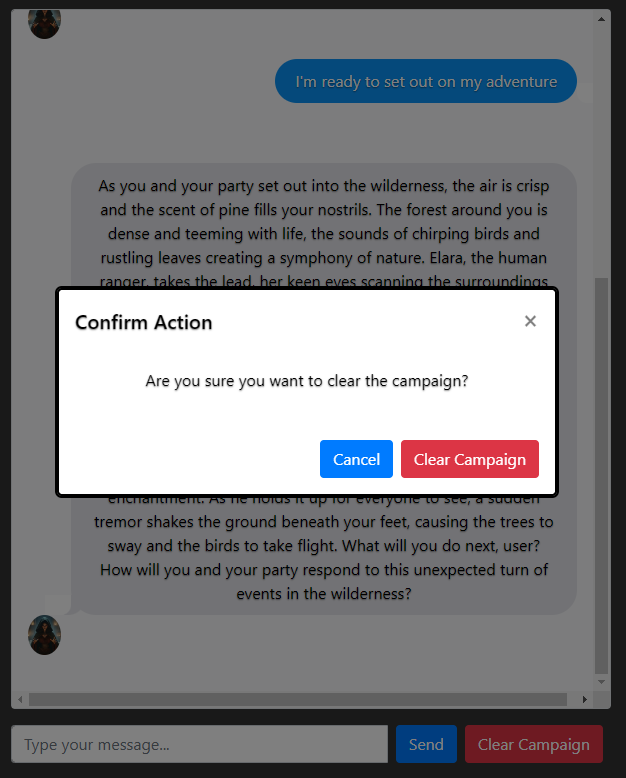 I'm ready to set out on my adventure
As you and your party set out into the wilderness, the air is crisp
and the scent of pine fills your nostrils. The forest around you is
dense and teeming with life, the sounds of chirping birds and
rustling leaves creating a symphony of nature. Elara, the human
ranger, takes the lead, her keen eyes scanning the surroundings
Confirm Action
×
Are you sure you want to clear the campaign?
Cancel
Clear Campaign
enchantment. As he holds it up for everyone to see, a sudden
tremor shakes the ground beneath your feet, causing the trees to
sway and the birds to take flight. What will you do next, user?
How will you and your party respond to this unexpected turn of
events in the wilderness?
Type your message...
Send
Clear Campaign